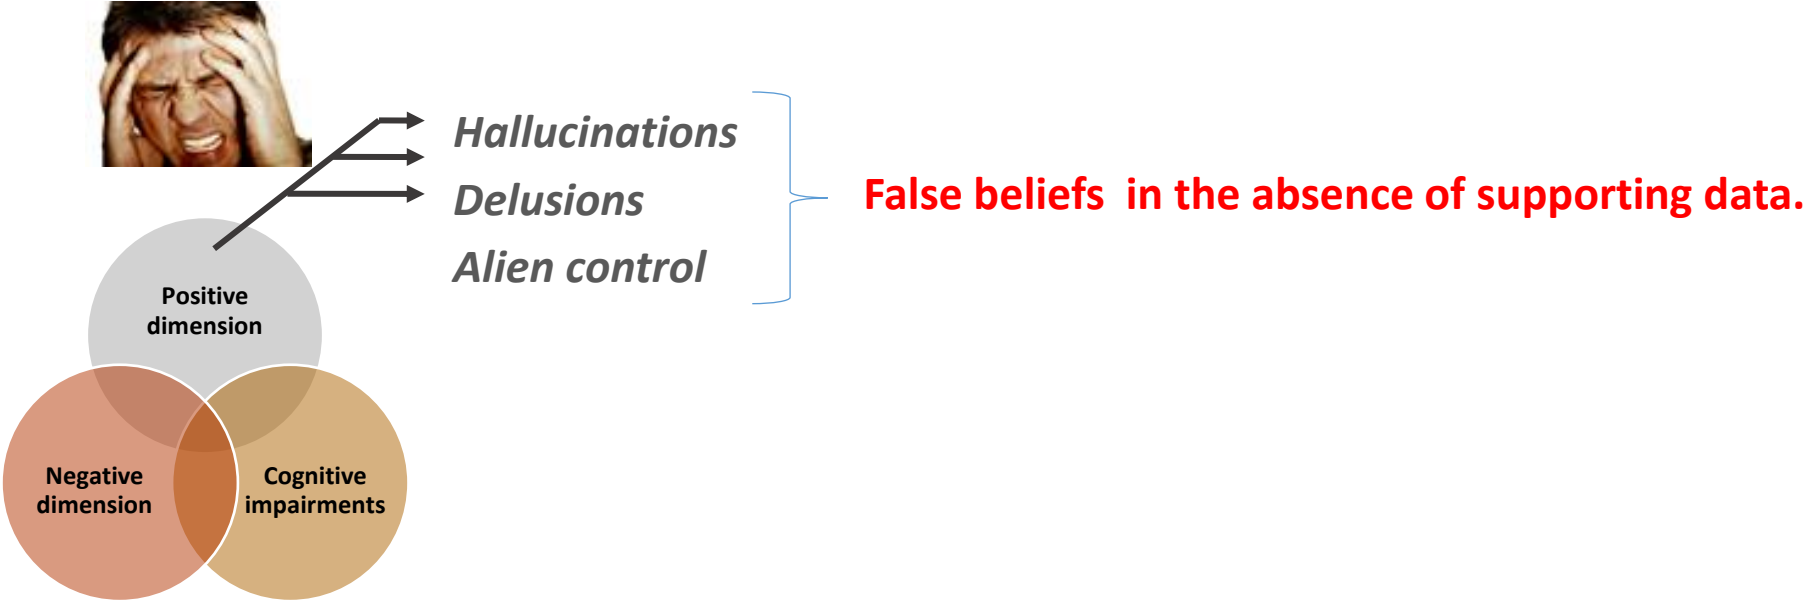 Hallucinations
Delusions
Alien control
False beliefs  in the absence of supporting data.
Positive
dimension
Negative
dimension
Cognitive
impairments